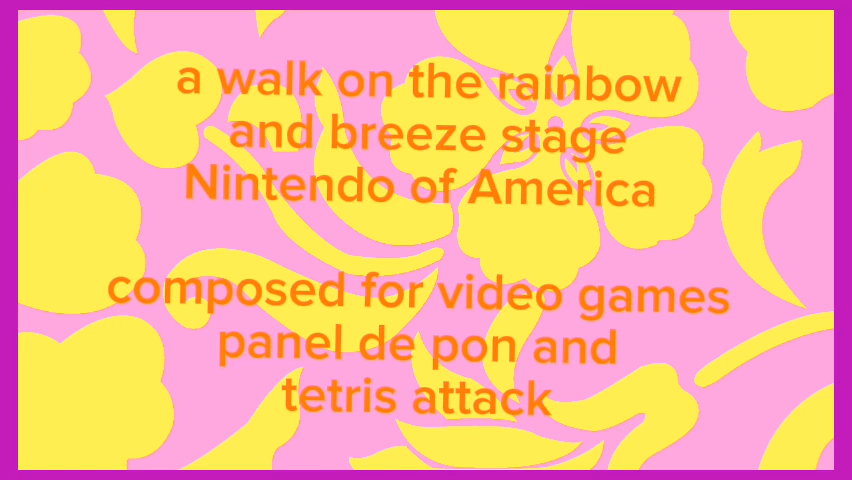 a walk on the rainbow
and breeze stage
Nintendo of America
composed for video games
panel de pon and
tetris attack